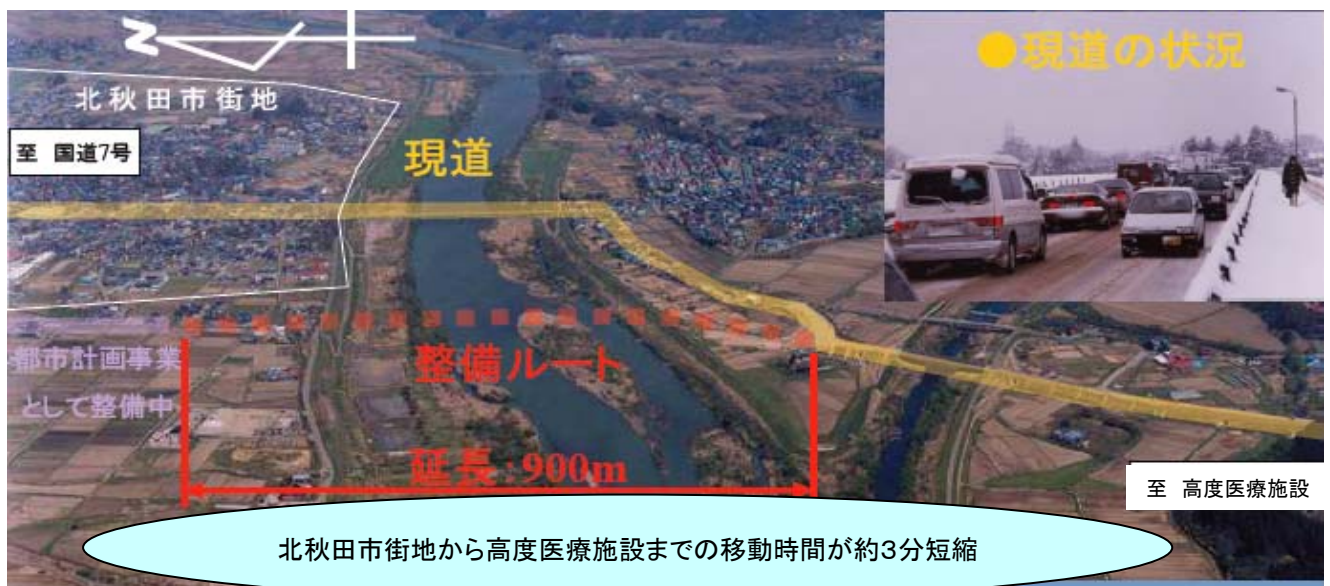 北秋田市街地
至 国道7号
現道
●現道の状況
都市計画事業
として整備中
整備ルート
延長:900m
至 高度医療施設
北秋田市街地から高度医療施設までの移動時間が約3分短縮